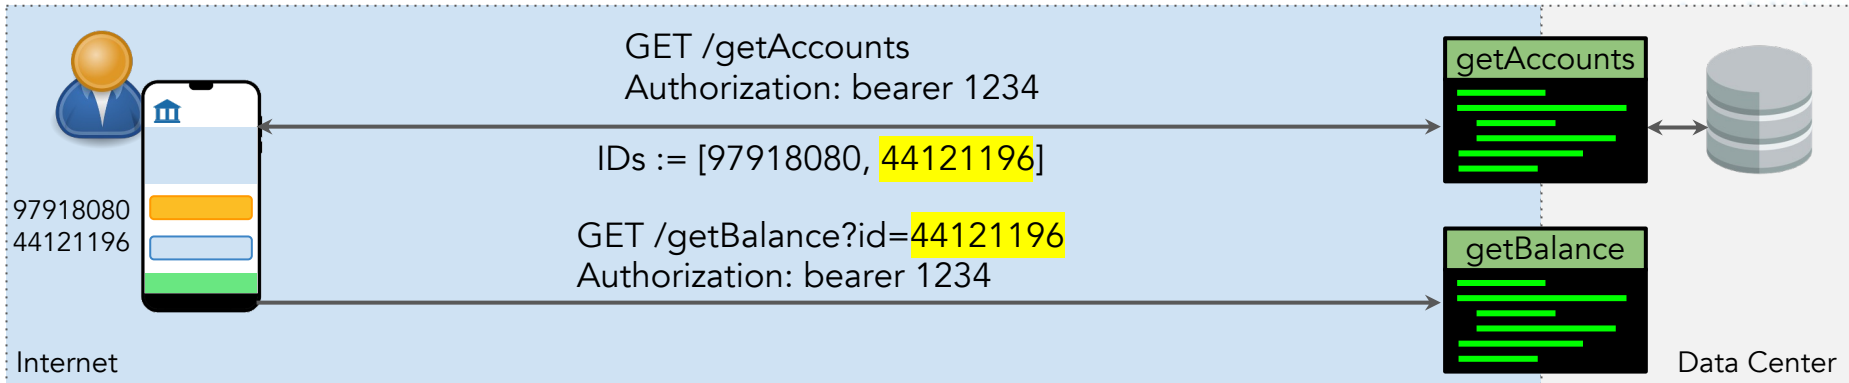 GET /getAccounts
Authorization: bearer 1234
getAccounts
IDs := [97918080, 44121196]
97918080
44121196
GET /getBalance?id=44121196
Authorization: bearer 1234
getBalance
Internet
Data Center